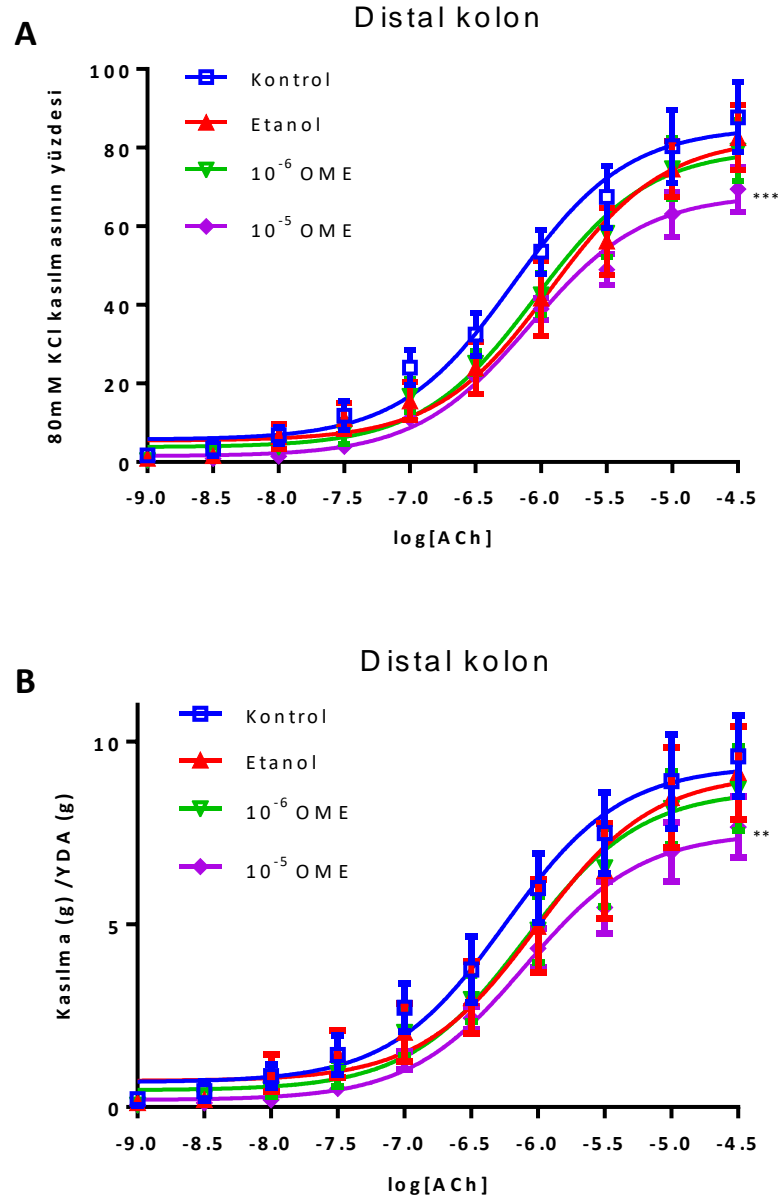 A
Distal kolon
80mM KCl kasılmasının yüzdesi
100
80
60
40
20
0
Kontrol
Etanol
10⁻⁶ OME
10⁻⁵ OME
***
-9.0 -8.5 -8.0 -7.5 -7.0 -6.5 -6.0 -5.5 -5.0 -4.5
log[ACh]
B
Distal kolon
Kasılma (g) /YDA (g)
10
5
0
Kontrol
Etanol
10⁻⁶ OME
10⁻⁵ OME
**
-9.0 -8.5 -8.0 -7.5 -7.0 -6.5 -6.0 -5.5 -5.0 -4.5
log[ACh]